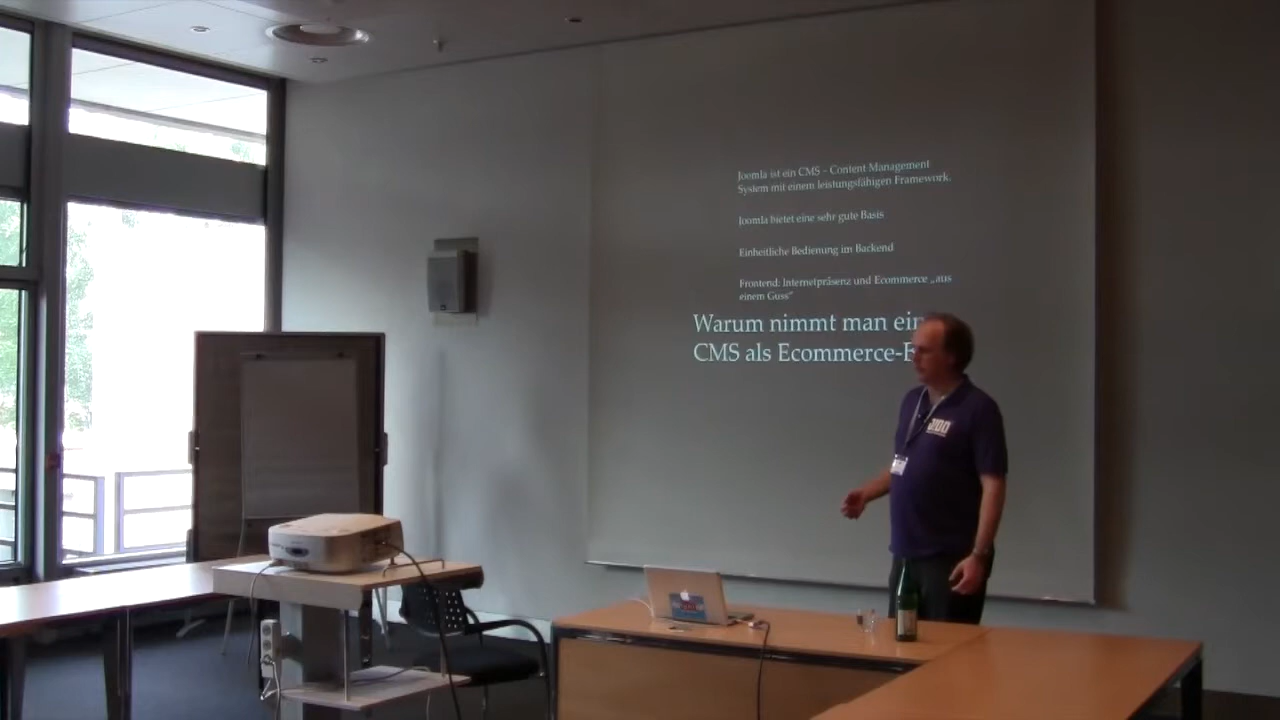 Joomla ist ein CMS - Content Management
System mit einem leistungsfähigen Framework.
Joomla bietet eine sehr gute Basis
Einheitliche Bedienung im Backend
Frontend: Internetpräsenz und Ecommerce „aus
einem Guss“
Warum nimmt man ein
CMS als Ecommerce-